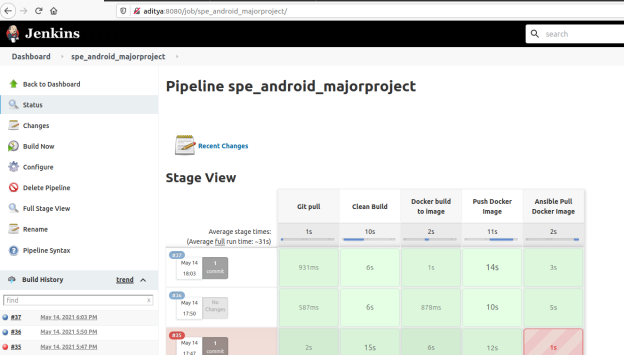 aditya:8080/job/spe_android_majorproject/
Jenkins
search
Dashboard
spe_android_majorproject
Back to Dashboard
Status
Changes
Build Now
Configure
Delete Pipeline
Full Stage View
Rename
Pipeline Syntax
Build History
trend
find
x
#37
May 14, 2021 6:03 PM
#36
May 14, 2021 5:50 PM
#35
May 14, 2021 5:47 PM
Pipeline spe_android_majorproject
Recent Changes
Stage View
Git pull
Clean Build
Docker build
to Image
Push Docker
Image
Ansible Pull
Docker Image
Average stage times:
(Average full run time: ~31s)
1s
10s
2s
11s
2s
#37
May 14
18:03
1
commit
931ms
6s
1s
14s
3s
#36
May 14
17:50
No
Changes
587ms
6s
878ms
10s
5s
#35
May 14
17:47
1
commit
2s
15s
6s
12s
1s